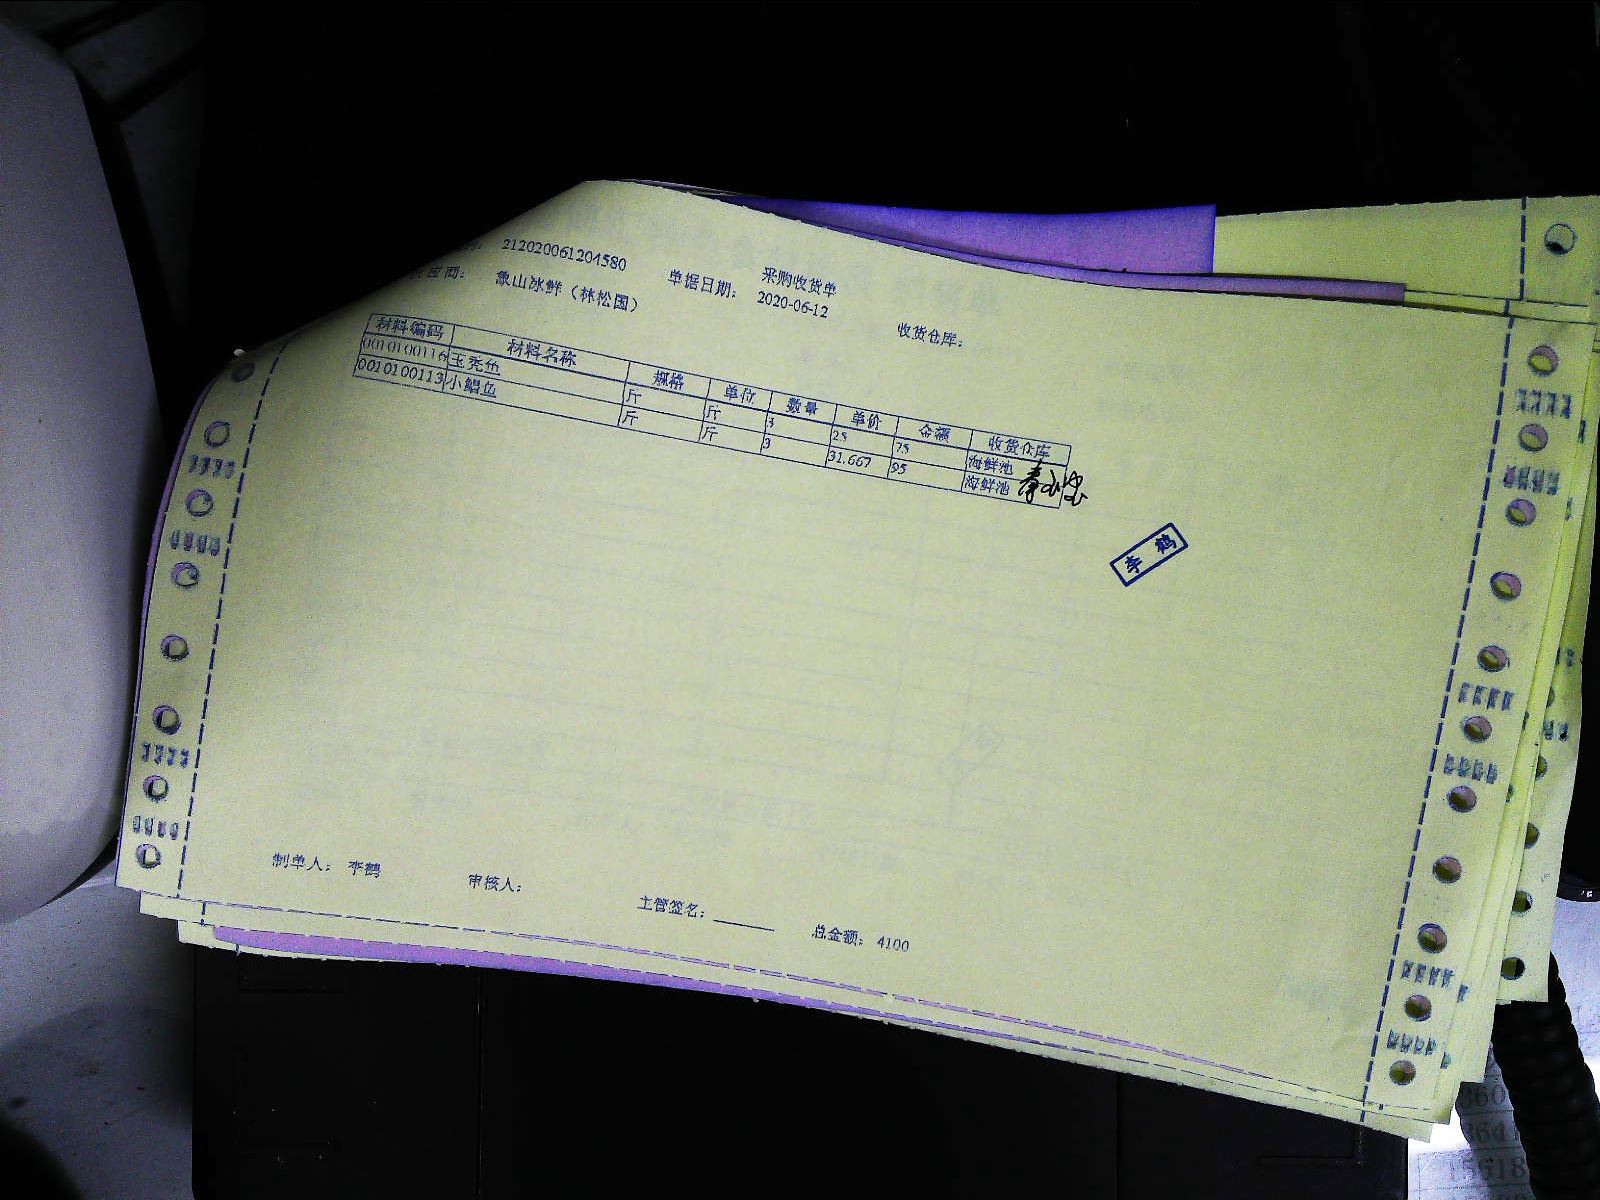 采购收货单
212020061204580
单据日期： 2020-06-12
收货仓库：
应商： 象山冰鲜（林松国）
材料编码 材料名称 规格 单位 数量 单价 金额 收货仓库
0010100116 玉秃鱼 斤 斤 3 25 75 海鲜池
0010100113 小鲳鱼 斤 斤 3 31.667 95 海鲜池
李鹤
制单人： 李鹤
审核人：
主管签名：
总金额： 4100